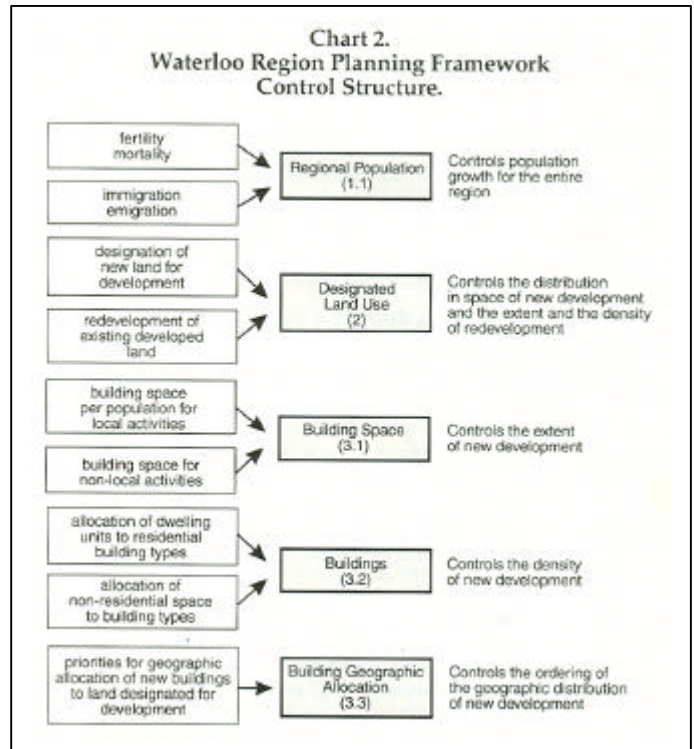 Chart 2.
Waterloo Region Planning Framework
Control Structure.
fertility
mortality
immigration
emigration
Regional Population
(1.1)
Controls population
growth for the entire
region
designation of
new land for
development
redevelopment of
existing developed
land
Designated
Land Use
(2)
Controls the distribution
in space of new development
and the extent and the density
of redevelopment
building space
per population for
local activities
building space for
non-local activities
Building Space
(3.1)
Controls the extent
of new development
allocation of dwelling
units to residential
building types
allocation of
non-residential space
to building types
Buildings
(3.2)
Controls the density
of new development
priorities for geographic
allocation of new buildings
to land designated for
development
Building Geographic
Allocation
(3.3)
Controls the ordering of
the geographic distribution
of new development